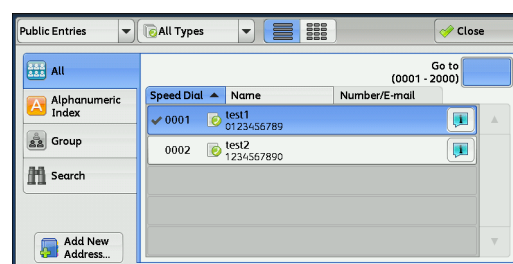 Public Entries
All Types
Close
All
Alphanumeric
Index
Group
Search
Add New
Address...
Go to
(0001 - 2000)
Speed Dial Name Number/E-mail
0001 test1
0123456789
0002 test2
1234567890